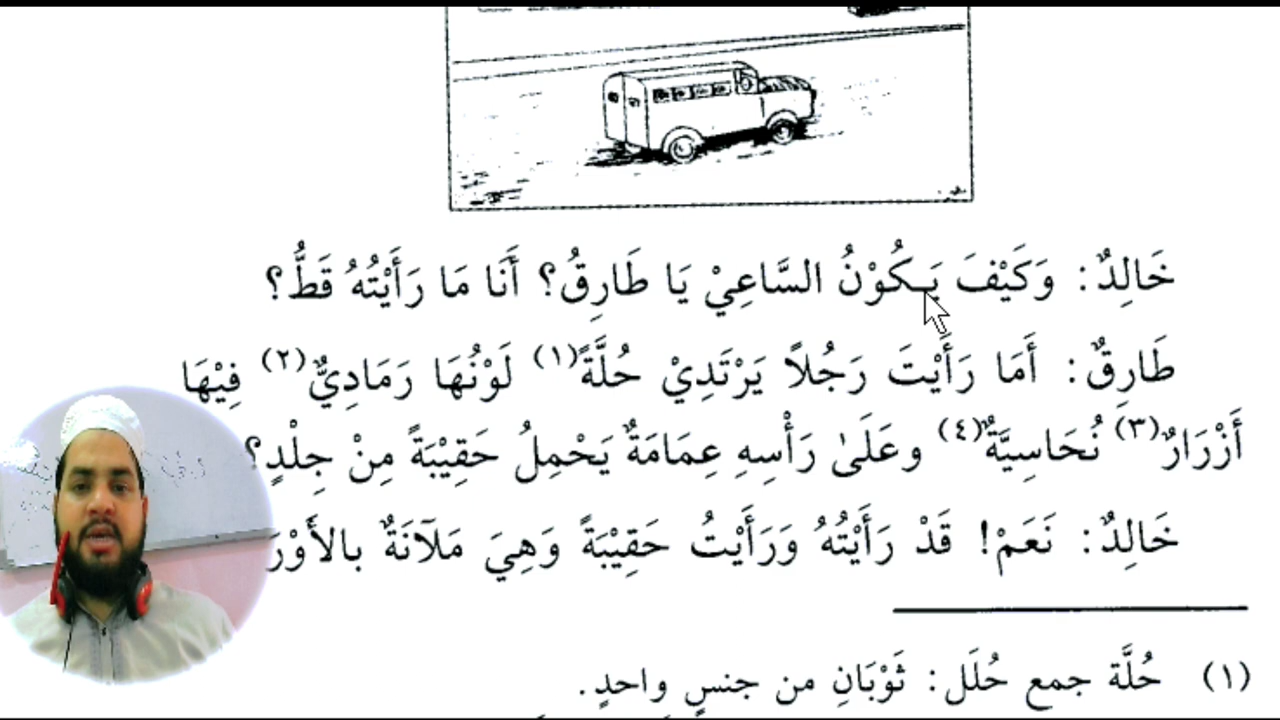 خَالِدٌ: وَكَيْفَ يَكُوْنُ السَّاعِيْ يَا طَارِقُ؟ أَنَا مَا رَأَيْتُهُ قَطُّ؟
طَارِقٌ: أَمَا رَأَيْتَ رَجُلاً يَرْتَدِيْ حُلَّةً(١) لَوْنُهَا رَمَادِيٌّ(٢) فِيْهَا
أَزْرَارٌ(٣) نُحَاسِيَّةٌ(٤) وعَلَىٰ رَأْسِهِ عِمَامَةٌ يَحْمِلُ حَقِيْبَةً مِنْ جِلْدٍ؟
خَالِدٌ: نَعَمْ! قَدْ رَأَيْتُهُ وَرَأَيْتُ حَقِيْبَةً وَهِيَ مَلآنَةٌ
(١) حُلَّة جمع حُلَل: ثَوْبَانِ من جنسٍ واحدٍ.